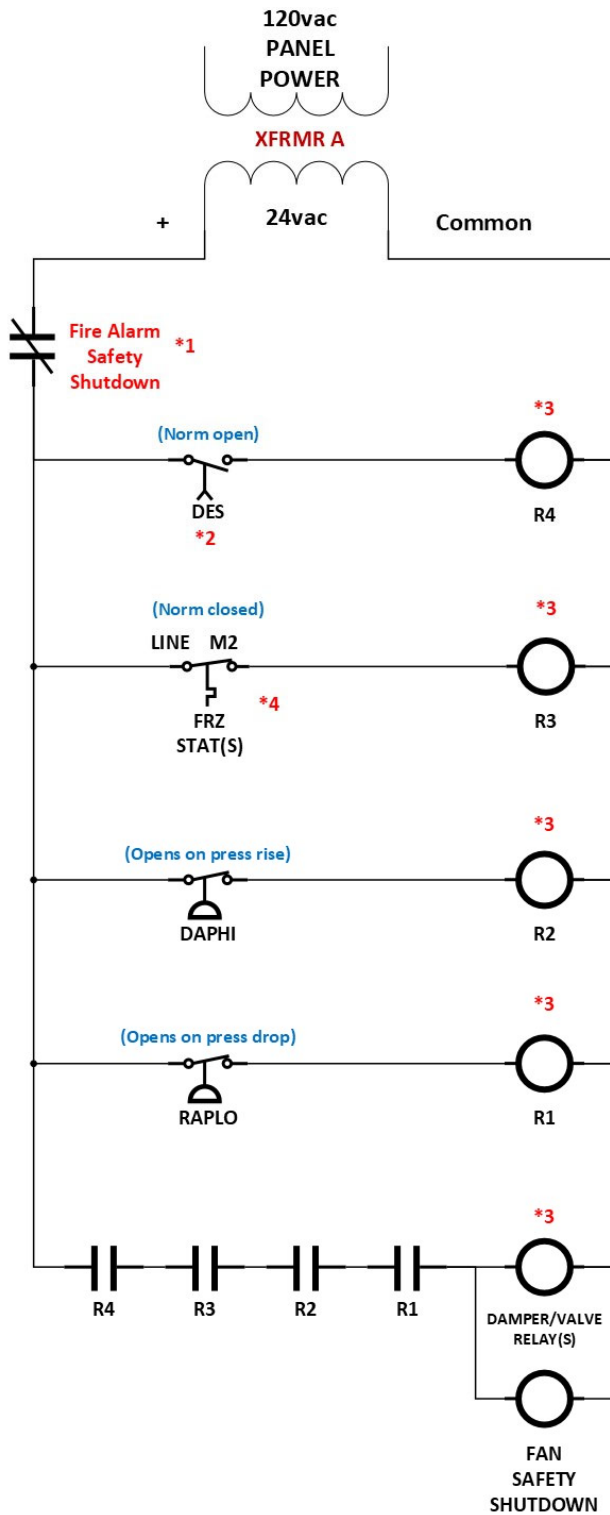 120vac
PANEL
POWER
XFRMR A
+
24vac
Common
Fire Alarm
Safety
Shutdown
*1
(Norm open)
*3
DES
*2
R4
(Norm closed)
*3
LINE M2
*4
FRZ
STAT(S)
R3
*3
(Opens on press rise)
DAPHI
R2
*3
(Opens on press drop)
RAPLO
R1
*3
R4
R3
R2
R1
DAMPER/VALVE
RELAY(S)
FAN
SAFETY
SHUTDOWN